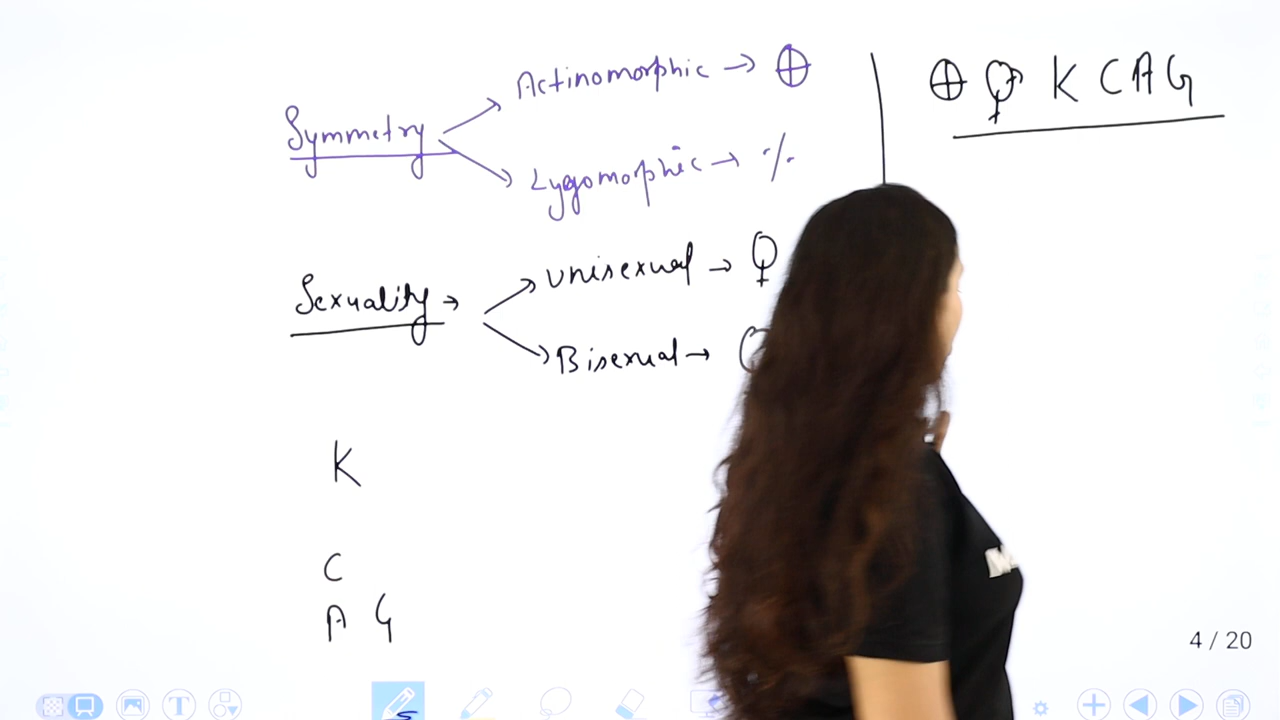 Symmetry
Actinomorphic → ⊕
Zygomorphic → %
Sexuality →
unisexual → ♀
Bisexual →
K
C
A G
⊕ ⚥ K C A G
4 / 20
T